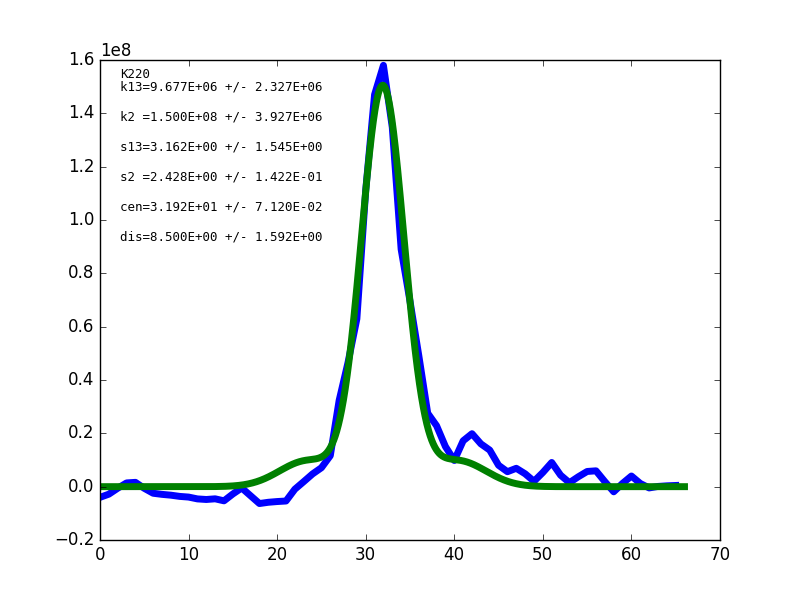 1e8
K220
k13=9.677E+06 +/- 2.327E+06
k2 =1.500E+08 +/- 3.927E+06
s13=3.162E+00 +/- 1.545E+00
s2 =2.428E+00 +/- 1.422E-01
cen=3.192E+01 +/- 7.120E-02
dis=8.500E+00 +/- 1.592E+00
1.6
1.4
1.2
1.0
0.8
0.6
0.4
0.2
0.0
−0.2
0 10 20 30 40 50 60 70